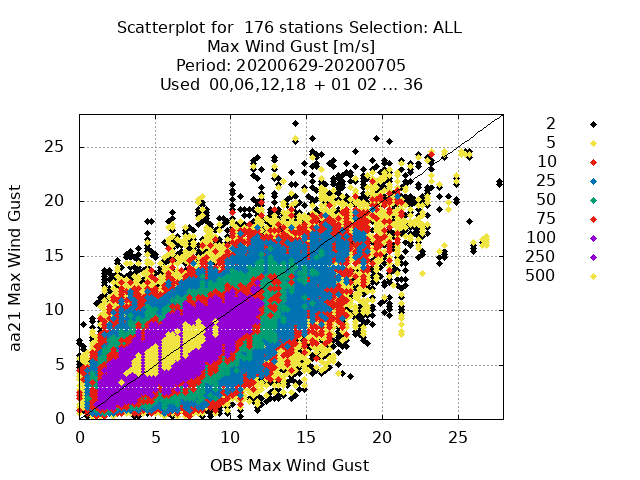 Scatterplot for 176 stations Selection: ALL
Max Wind Gust [m/s]
Period: 20200629-20200705
Used 00,06,12,18 + 01 02 ... 36
2
5
10
25
50
75
100
250
500
aa21 Max Wind Gust
25
20
15
10
5
0
0 5 10 15 20 25
OBS Max Wind Gust